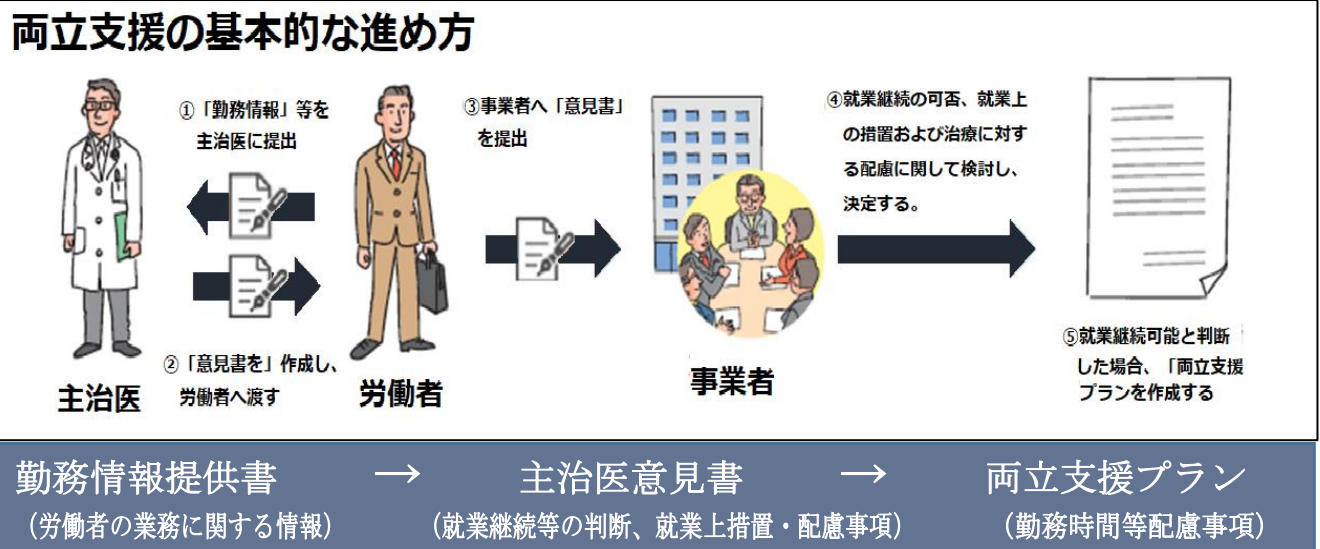 両立支援の基本的な進め方
①「勤務情報」等を
主治医に提出
②「意見書を」作成し、
労働者へ渡す
③事業者へ「意見書」
を提出
④就業継続の可否、就業上
の措置および治療に対す
る配慮に関して検討し、
決定する。
⑤就業継続可能と判断
した場合、「両立支援
プランを作成する
主治医
労働者
事業者
勤務情報提供書 → 主治医意見書 → 両立支援プラン
（労働者の業務に関する情報） （就業継続等の判断、就業上措置・配慮事項） （勤務時間等配慮事項）